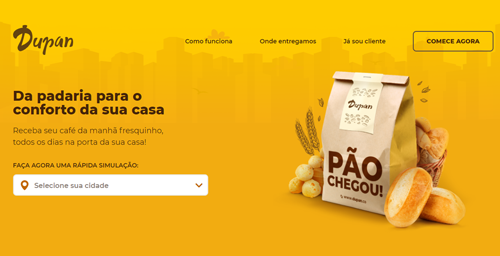 Dupan
Como funciona
Onde entregamos
Já sou cliente
COMECE AGORA
Da padaria para o
conforto da sua casa
Receba seu café da manhã fresquinho,
todos os dias na porta da sua casa!
FAÇA AGORA UMA RÁPIDA SIMULAÇÃO:
Selecione sua cidade
Dupan
PÃO
CHEGOU!